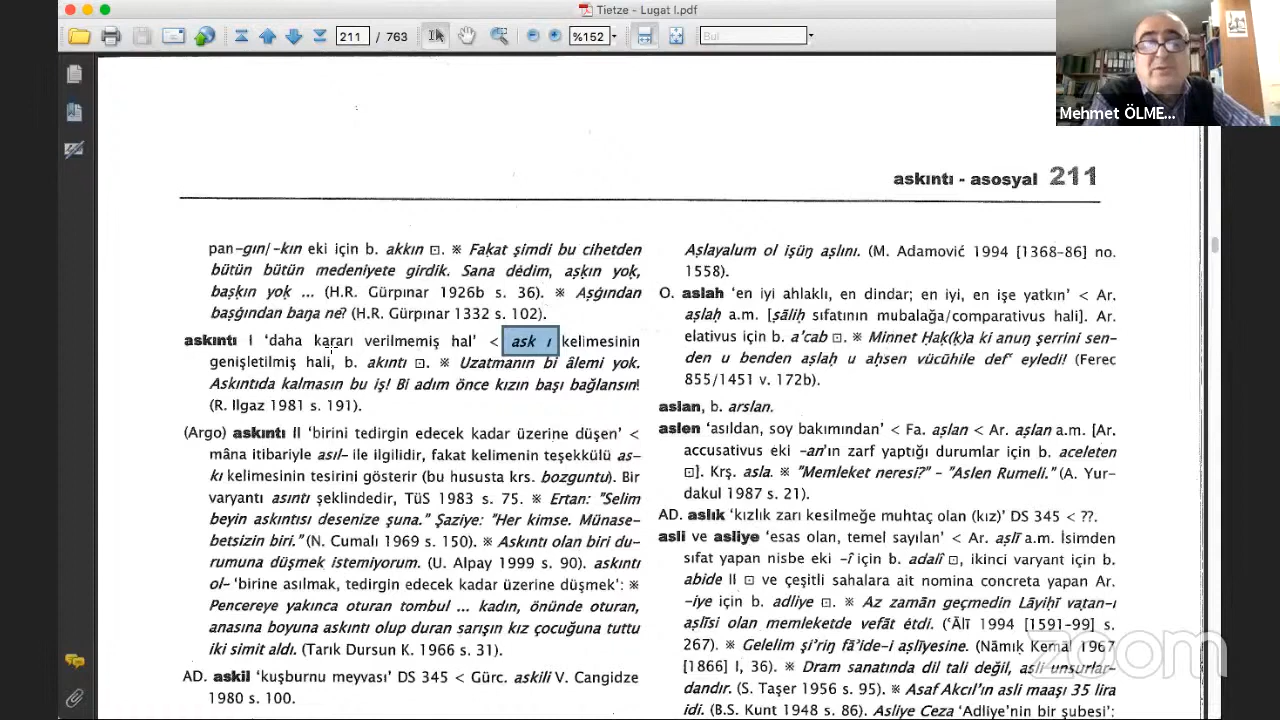 Tietze - Lugat I.pdf
211 / 763
%152
Bul
Mehmet ÖLME...
askıntı - asosyal 211
pan-gın/-kın eki için b. akkın ⊡. ※ Faḳat şimdi bu cihetden
bütün bütün medeniyete girdik. Sana dėdim, aşḳın yoḳ,
başḳın yoḳ ... (H.R. Gürpınar 1926b s. 36). ※ Aşġından
başġından baŋa ne? (H.R. Gürpınar 1332 s. 102).
askıntı I 'daha kararı verilmemiş hal' < ask ı kelimesinin
genişletilmiş hali, b. akıntı ⊡. ※ Uzatmanın bi âlemi yok.
Askıntıda kalmasın bu iş! Bi adım önce kızın başı bağlansın!
(R. Ilgaz 1981 s. 191).
(Argo) askıntı II 'birini tedirgin edecek kadar üzerine düşen' <
mâna itibariyle asıl- ile ilgilidir, fakat kelimenin teşekkülü as-
kı kelimesinin tesirini gösterir (bu hususta krs. bozguntu). Bir
varyantı asıntı şeklindedir, TüS 1983 s. 75. ※ Ertan: "Selim
beyin askıntısı desenize şuna." Şaziye: "Her kimse. Münase-
betsizin biri." (N. Cumalı 1969 s. 150). ※ Askıntı olan biri du-
rumuna düşmek istemiyorum. (U. Alpay 1999 s. 90). askıntı
ol- 'birine asılmak, tedirgin edecek kadar üzerine düşmek': ※
Pencereye yakınca oturan tombul ... kadın, önünde oturan,
anasına boyuna askıntı olup duran sarışın kız çocuğuna tuttu
iki simit aldı. (Tarık Dursun K. 1966 s. 31).
AD. askil 'kuşburnu meyvası' DS 345 < Gürc. askili V. Cangidze
1980 s. 100.
Aşlayalum ol işüŋ aşlını. (M. Adamović 1994 [1368-86] no.
1558).
O. aslah 'en iyi ahlaklı, en dindar; en iyi, en işe yatkın' < Ar.
aşlaḥ a.m. [şāliḥ sıfatının mubalağa/comparativus hali]. Ar.
elativus için b. a'cab ⊡. ※ Minnet Ḥaḳ(ḳ)a ki anuŋ şerrini sen-
den u benden aşlaḥ u aḥsen vücūhile def' eyledi! (Ferec
855/1451 v. 172b).
aslan, b. arslan.
aslen 'asıldan, soy bakımından' < Fa. aşlan < Ar. aşlan a.m. [Ar.
accusativus eki -an'ın zarf yaptığı durumlar için b. aceleten
⊡]. Krş. asla. ※ "Memleket neresi?" - "Aslen Rumeli." (A. Yur-
dakul 1987 s. 21).
AD. aslık 'kızlık zarı kesilmeğe muhtaç olan (kız)' DS 345 < ??.
asli ve asliye 'esas olan, temel sayılan' < Ar. aşlī a.m. İsimden
sıfat yapan nisbe eki -î için b. adalî ⊡, ikinci varyant için b.
abide II ⊡ ve çeşitli sahalara ait nomina concreta yapan Ar.
-iye için b. adliye ⊡. ※ Az zamān geçmedin Lāyiḥī vaṭan-ı
aşlīsi olan memleketde vefāt étdi. ('Ālī 1994 [1591-99] s.
267). ※ Gelelim şi'riŋ fā'ide-i aşlīyesine. (Nāmıḳ Kemal 1967
[1866] I, 36). ※ Dram sanatında dil tali değil, asli unsurlar-
dandır. (S. Taşer 1956 s. 95). ※ Asaf Akcıl'ın asli maaşı 35 lira
idi. (B.S. Kunt 1948 s. 86). Asliye Ceza 'Adliye'nin bir şubesi':
zoom